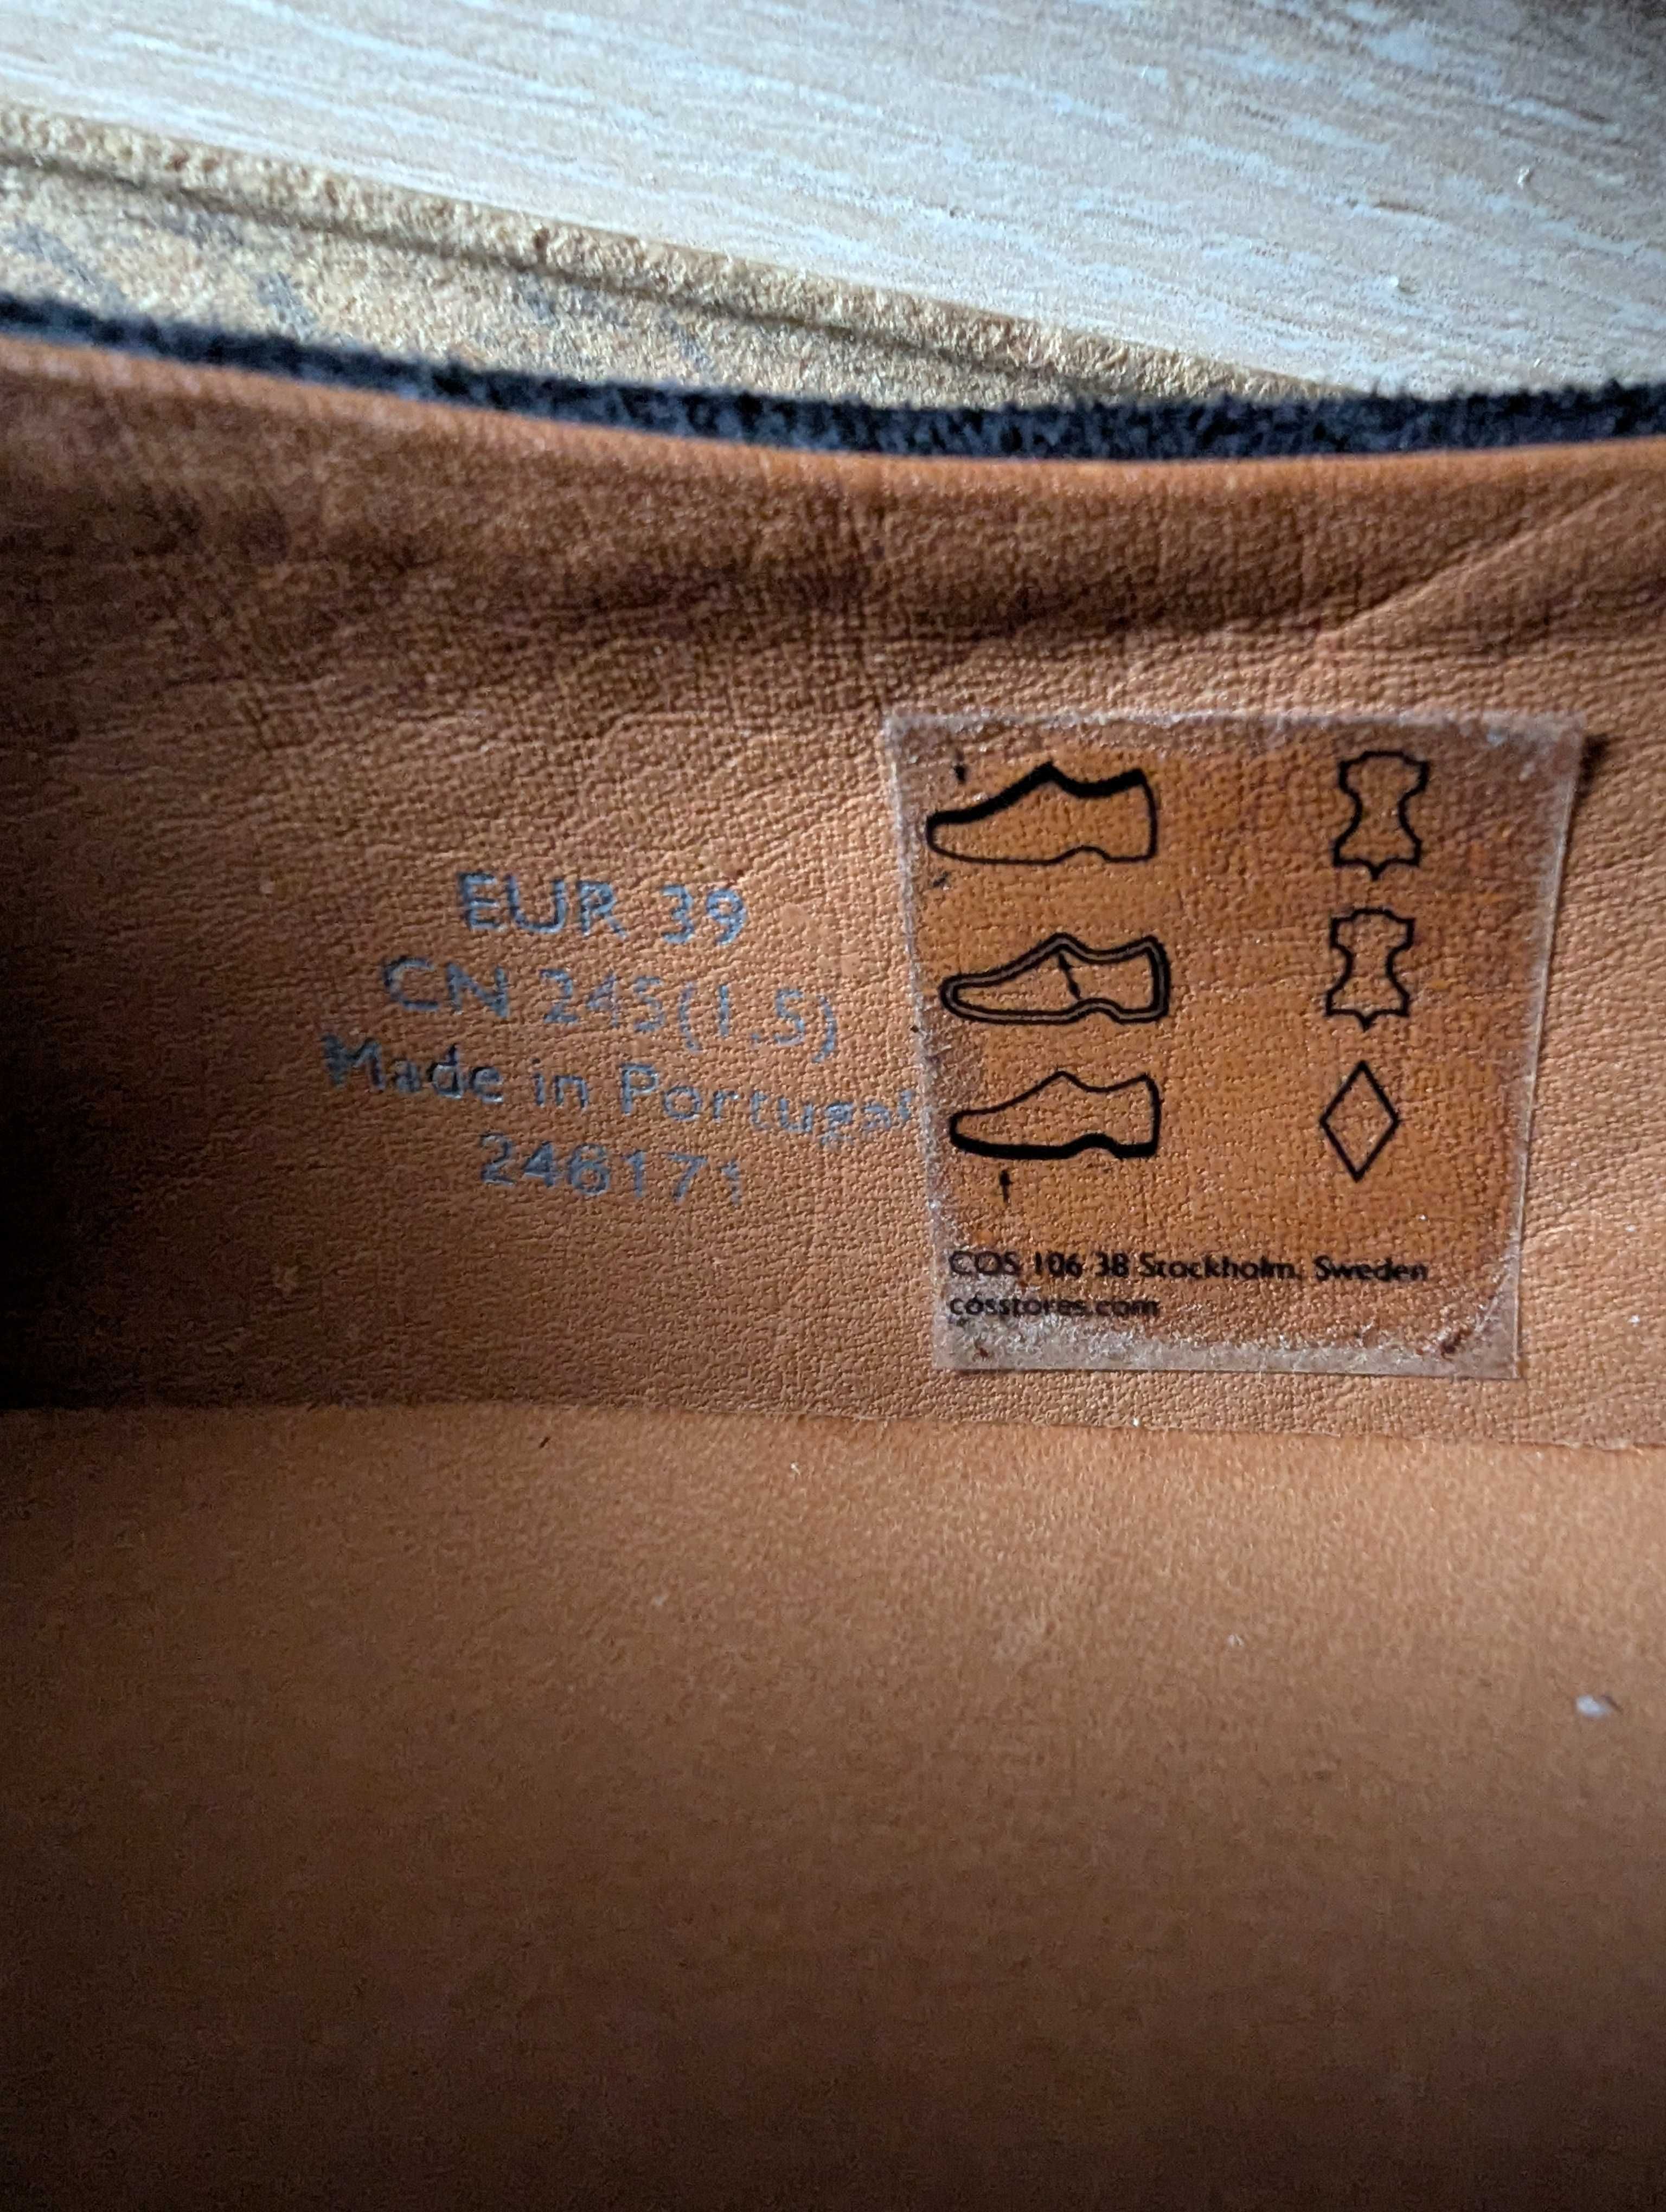 EUR 39
CN 245(1.5)
Made in Portugal
246171
COS 106 38 Stockholm, Sweden
cosstores.com